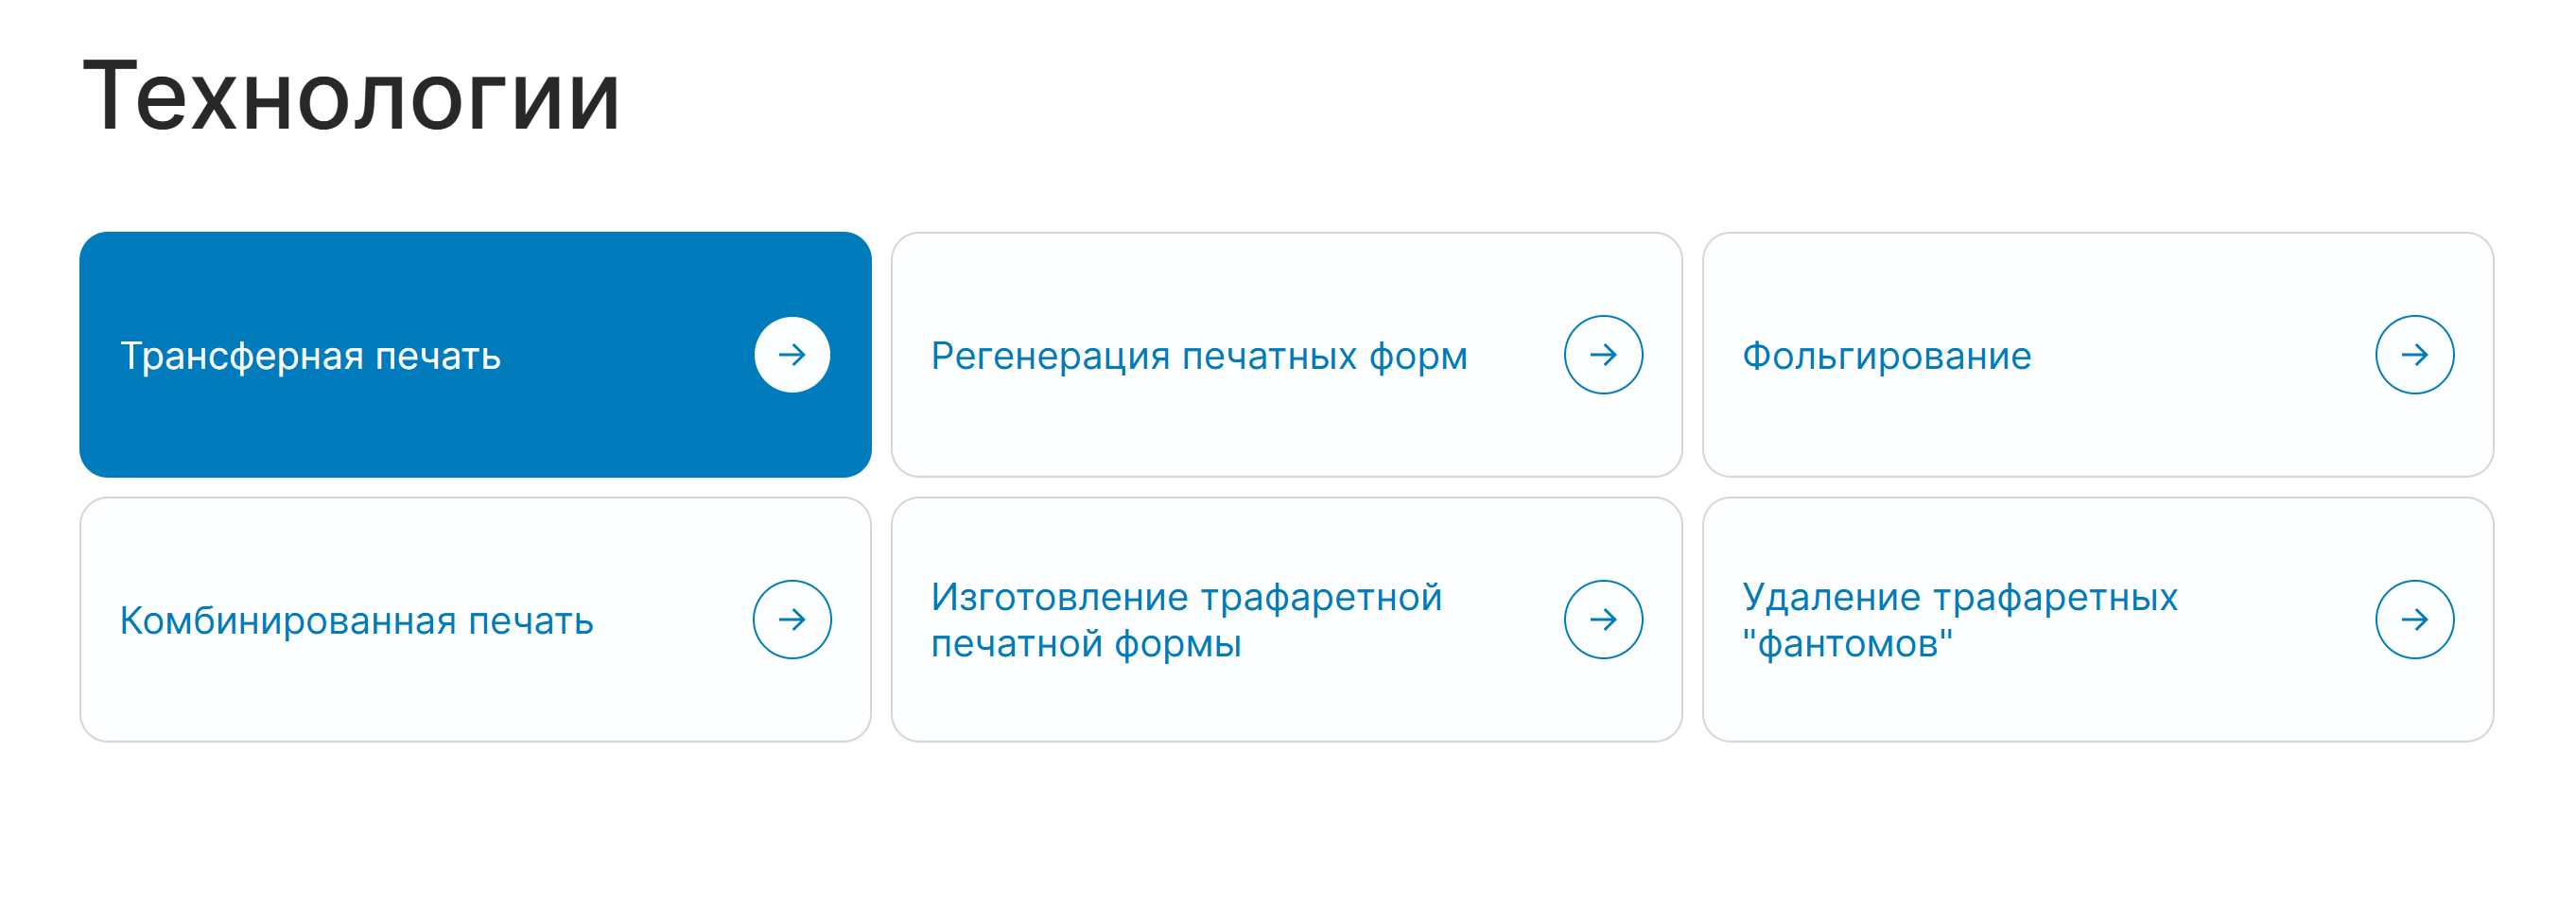 Технологии
Трансферная печать
Регенерация печатных форм
Фольгирование
Комбинированная печать
Изготовление трафаретной
печатной формы
Удаление трафаретных
"фантомов"